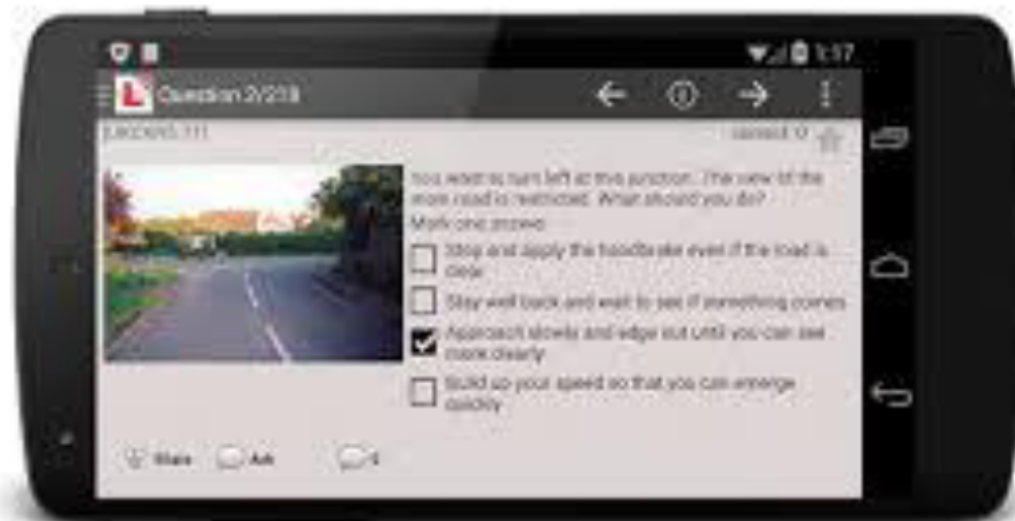 1:17
L Question 2/218
You want to turn left at this junction. The view of the
main road is restricted. What should you do?
Mark one answer
Stop and apply the handbrake even if the road is
clear
Stay well back and wait to see if something comes
Approach slowly and edge out until you can see
more clearly
Build up your speed so that you can emerge
quickly
Share Ask